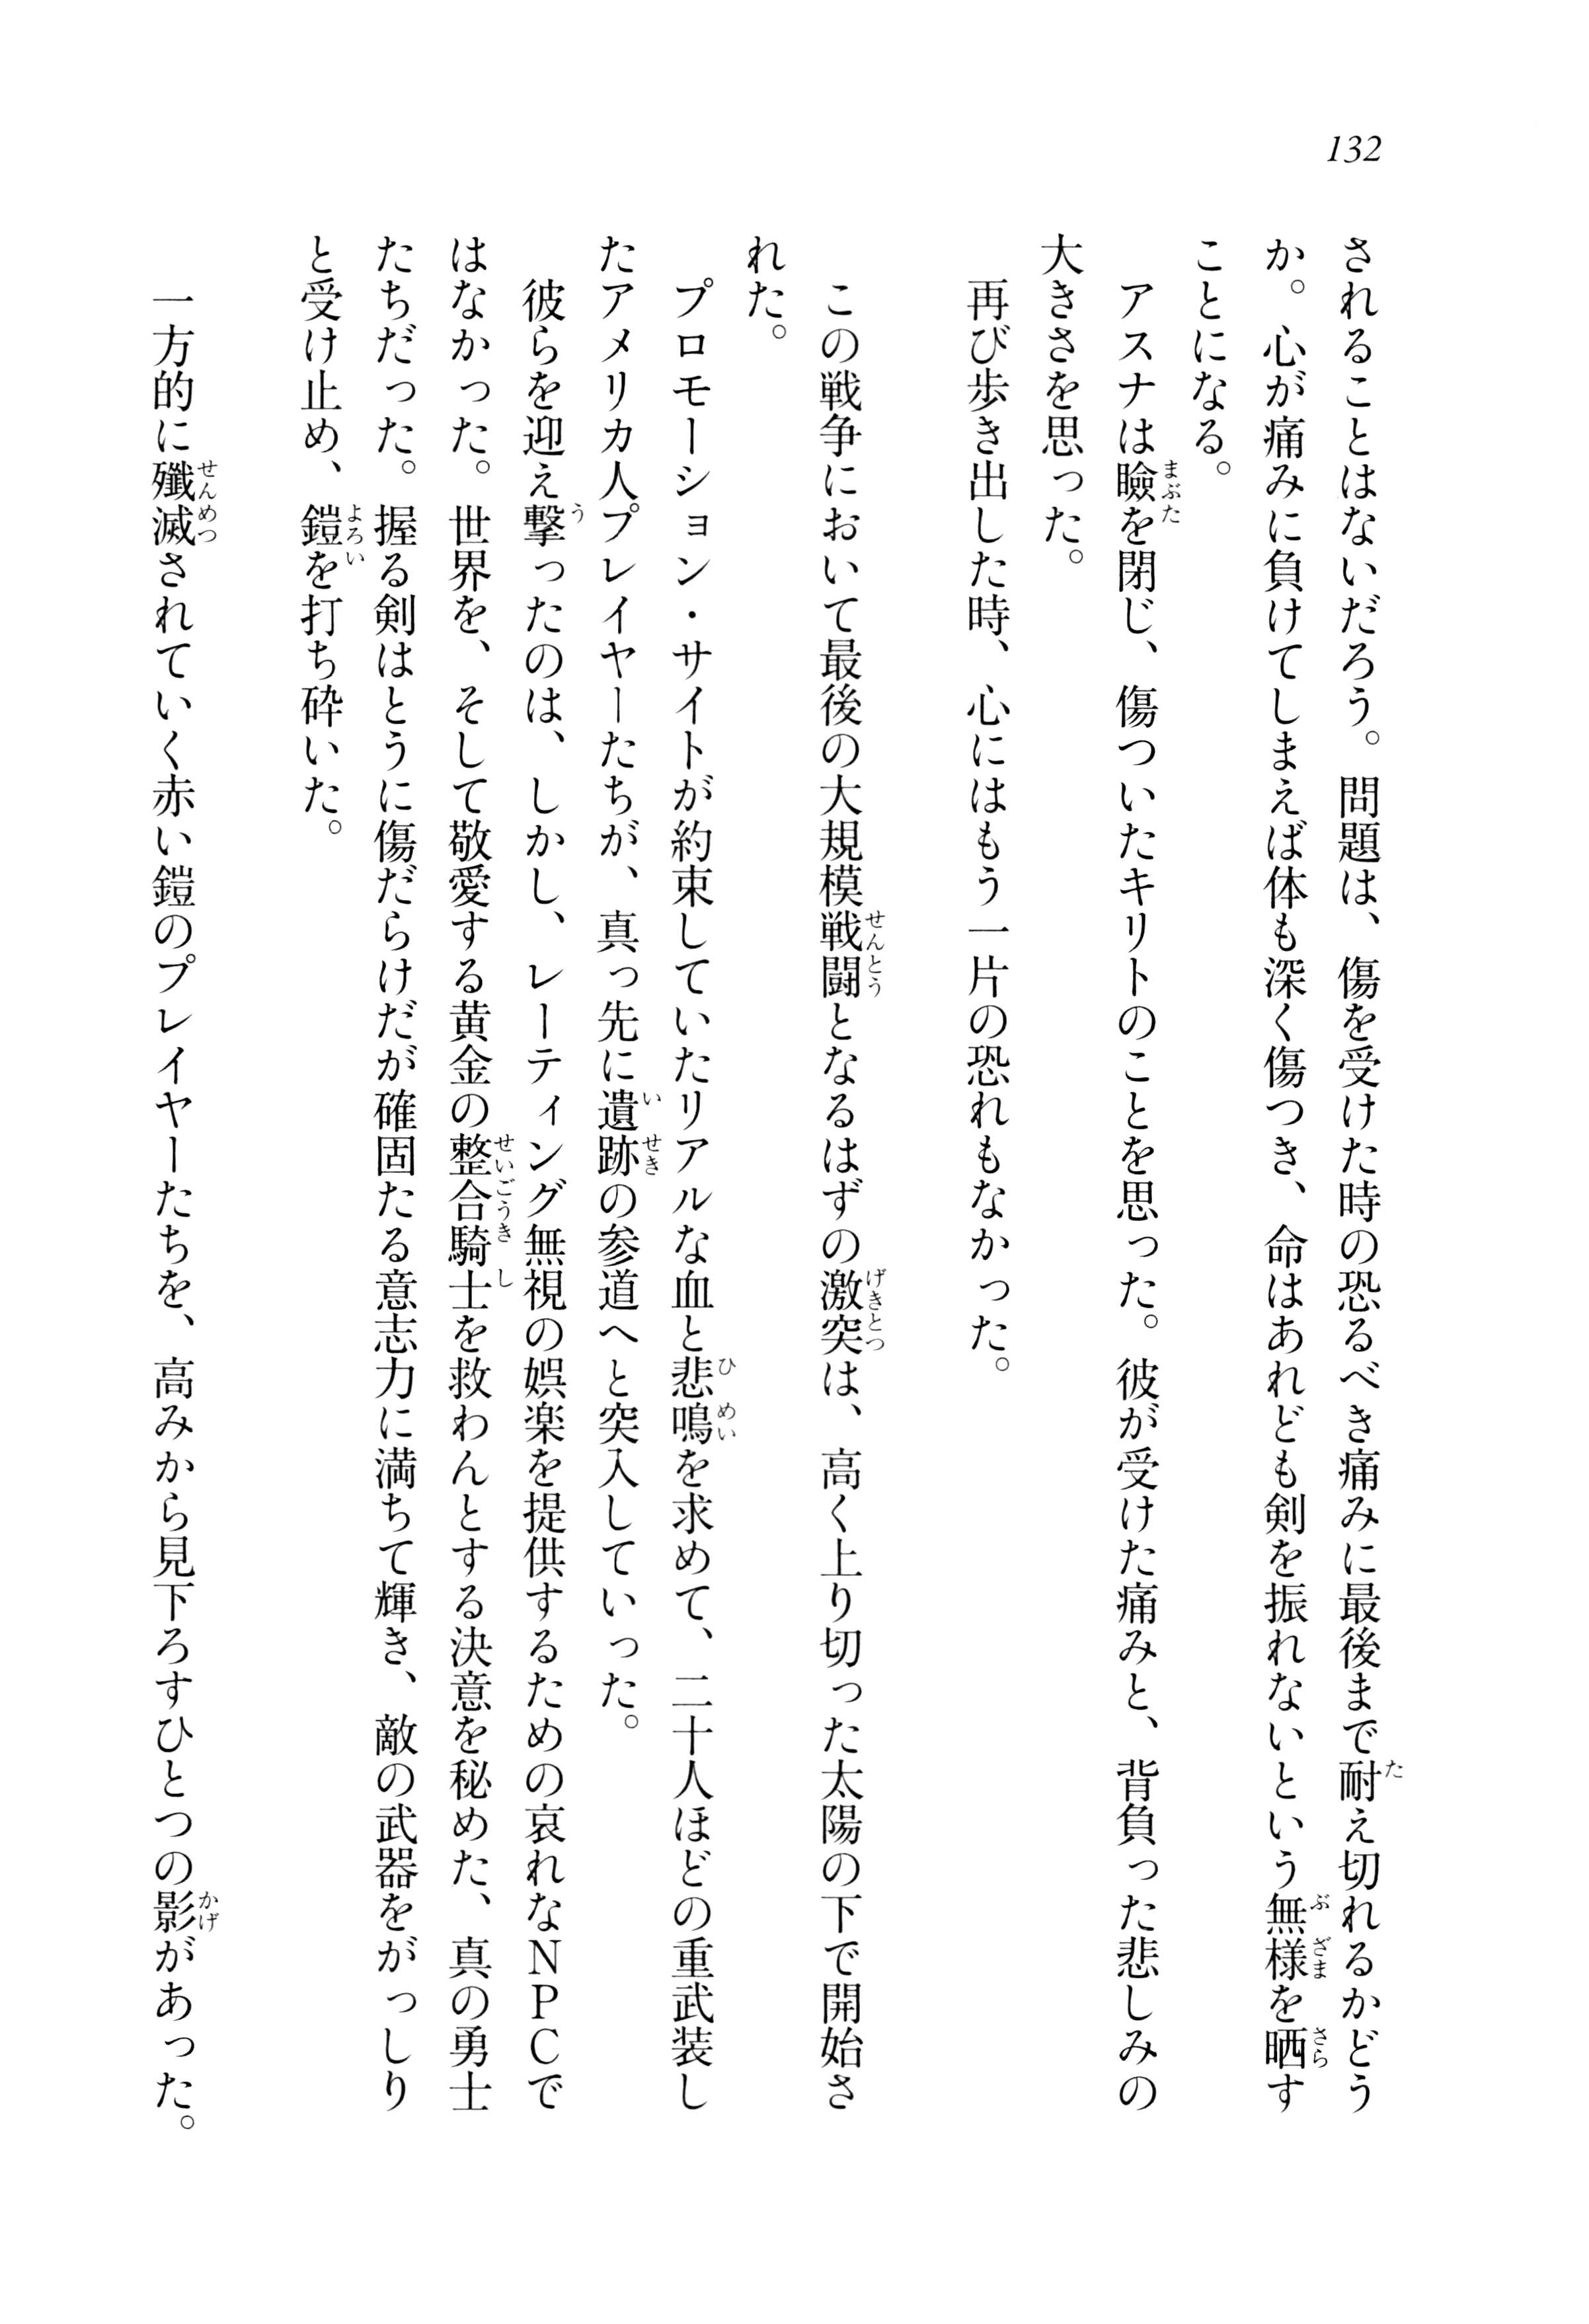 132
されることはないだろう。問題は、傷を受けた時の恐るべき痛みに最後まで耐え切れるかどう
か。心が痛みに負けてしまえば体も深く傷つき、命はあれども剣を振れないという無様を晒す
ことになる。
アスナは瞼を閉じ、傷ついたキリトのことを思った。彼が受けた痛みと、背負った悲しみの
大きさを思った。
再び歩き出した時、心にはもう一片の恐れもなかった。
この戦争において最後の大規模戦闘となるはずの激突は、高く上り切った太陽の下で開始さ
れた。
プロモーション・サイトが約束していたリアルな血と悲鳴を求めて、二十人ほどの重武装し
たアメリカ人プレイヤーたちが、真っ先に遺跡の参道へと突入していった。
彼らを迎え撃ったのは、しかし、レーティング無視の娯楽を提供するための哀れなNPCで
はなかった。世界を、そして敬愛する黄金の整合騎士を救わんとする決意を秘めた、真の勇士
たちだった。握る剣はとうに傷だらけだが確固たる意志力に満ちて輝き、敵の武器をがっしり
と受け止め、鎧を打ち砕いた。
一方的に殲滅されていく赤い鎧のプレイヤーたちを、高みから見下ろすひとつの影があった。